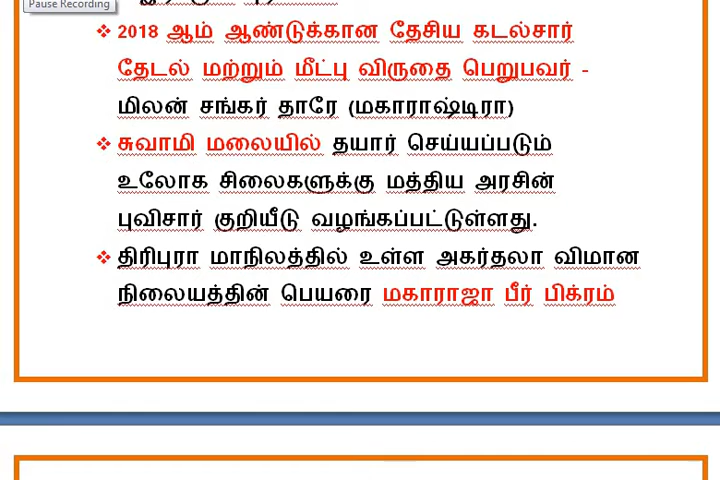 Pause Recording
2018 ஆம் ஆண்டுக்கான தேசிய கடல்சார்
தேடல் மற்றும் மீட்பு விருதை பெறுபவர் -
மிலன் சங்கர் தாரே (மகாராஷ்டிரா)
சுவாமி மலையில் தயார் செய்யப்படும்
உலோக சிலைகளுக்கு மத்திய அரசின்
புவிசார் குறியீடு வழங்கப்பட்டுள்ளது.
திரிபுரா மாநிலத்தில் உள்ள அகர்தலா விமான
நிலையத்தின் பெயரை மகாராஜா பீர் பிக்ரம்